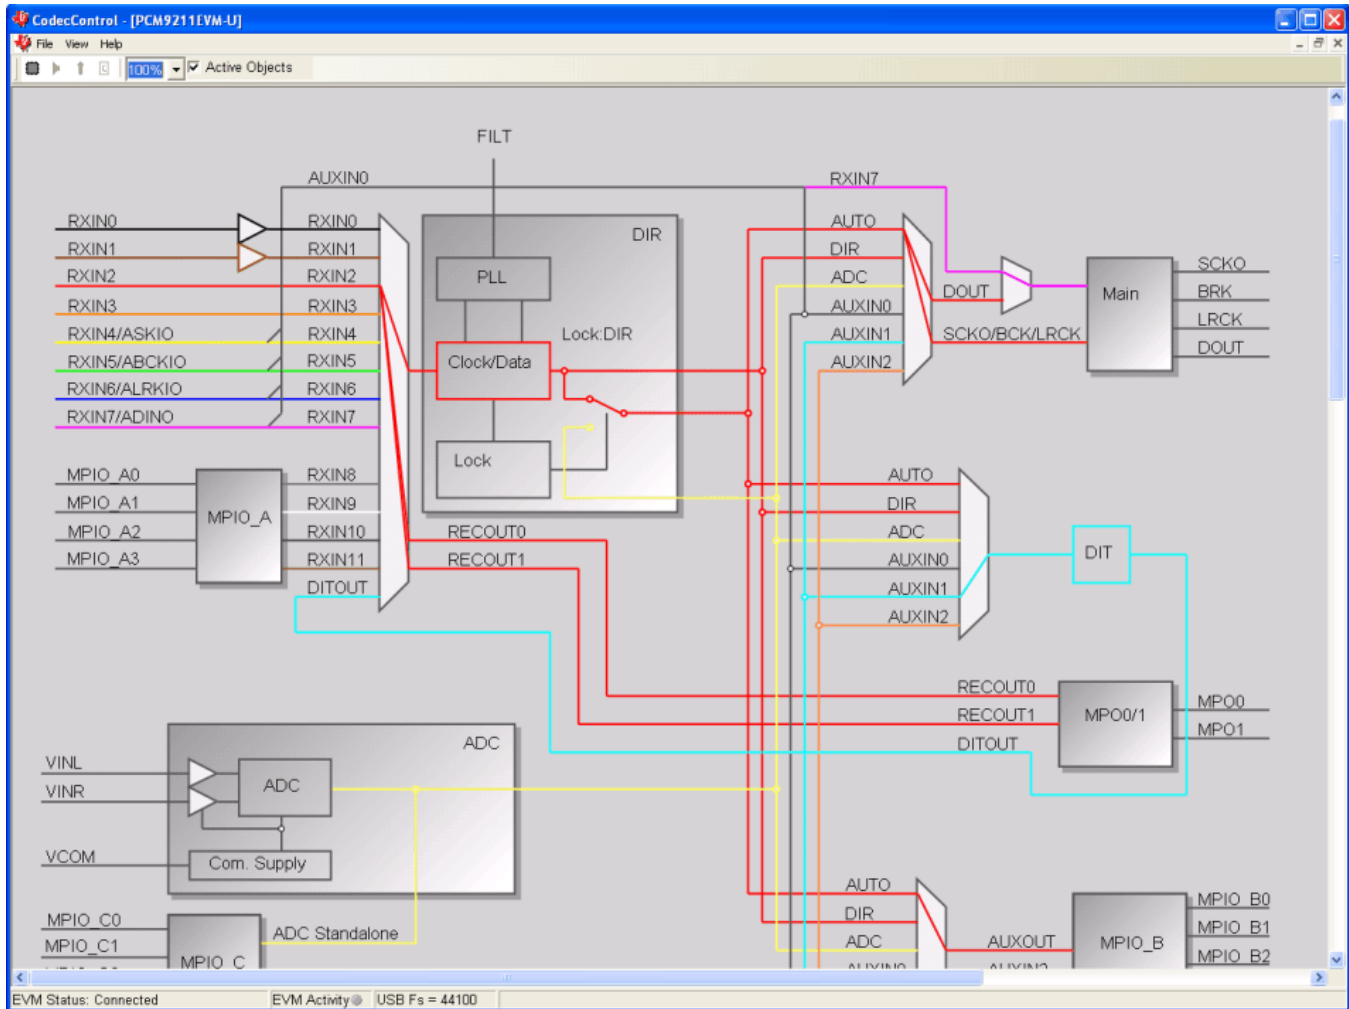 CodecControl - [PCM9211EVM-U]
File View Help
100% Active Objects
FILT
AUXIN0
RXIN7
RXIN0 RXIN0
AUTO
DIR
RXIN1 RXIN1
DIR
RXIN2 RXIN2
PLL
ADC
SCKO
RXIN3 RXIN3
AUXIN0
DOUT
Main
BRK
RXIN4/ASKIO RXIN4
Lock:DIR
AUXIN1
SCKO/BCK/LRCK
LRCK
RXIN5/ABCKIO RXIN5
Clock/Data
AUXIN2
DOUT
RXIN6/ALRKIO RXIN6
RXIN7/ADINO RXIN7
Lock
MPIO_A0 RXIN8
AUTO
MPIO_A1 RXIN9
DIR
MPIO_A
MPIO_A2 RXIN10
RECOUT0
ADC
MPIO_A3 RXIN11
RECOUT1
AUXIN0
DIT
DITOUT
AUXIN1
AUXIN2
RECOUT0
RECOUT1
MPO0/1
MPO0
DITOUT
MPO1
ADC
VINL
VINR
ADC
VCOM
Com. Supply
AUTO
MPIO_B0
MPIO_C0
DIR
MPIO_B1
ADC Standalone
MPIO_C1
ADC
AUXOUT
MPIO_B
MPIO_B2
MPIO_C
AUXIN0
AUXIN2
EVM Status: Connected EVM Activity USB Fs = 44100